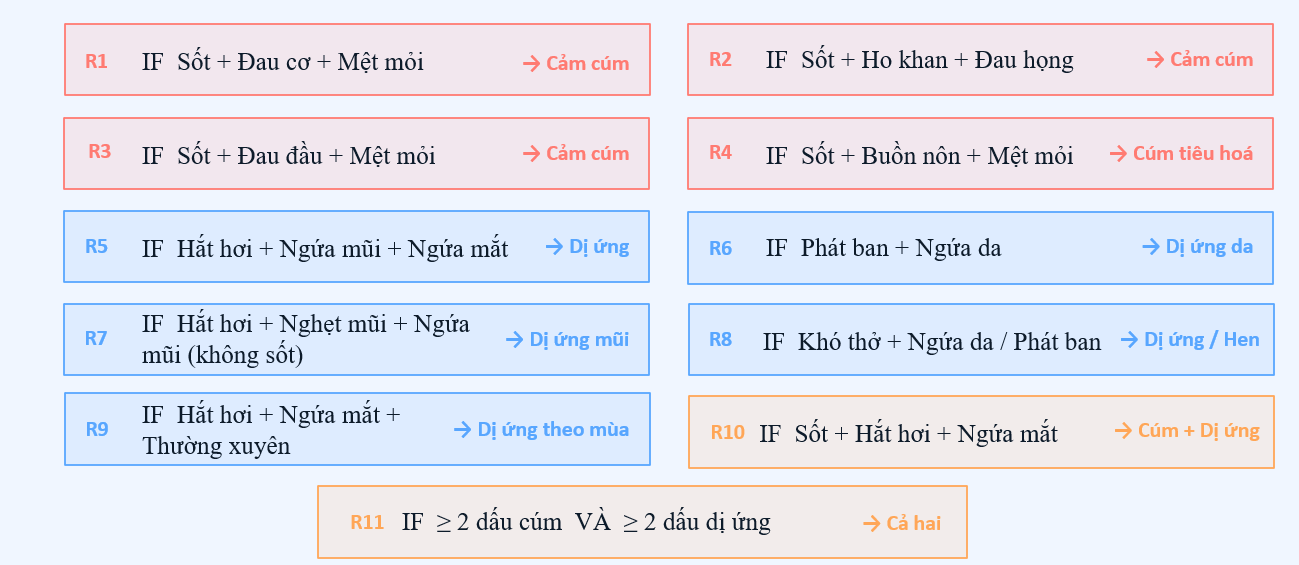 R1 IF Sốt + Đau cơ + Mệt mỏi → Cảm cúm
R2 IF Sốt + Ho khan + Đau họng → Cảm cúm
R3 IF Sốt + Đau đầu + Mệt mỏi → Cảm cúm
R4 IF Sốt + Buồn nôn + Mệt mỏi → Cúm tiêu hoá
R5 IF Hắt hơi + Ngứa mũi + Ngứa mắt → Dị ứng
R6 IF Phát ban + Ngứa da → Dị ứng da
R7 IF Hắt hơi + Nghẹt mũi + Ngứa
mũi (không sốt) → Dị ứng mũi
R8 IF Khó thở + Ngứa da / Phát ban → Dị ứng / Hen
R9 IF Hắt hơi + Ngứa mắt +
Thường xuyên → Dị ứng theo mùa
R10 IF Sốt + Hắt hơi + Ngứa mắt → Cúm + Dị ứng
R11 IF ≥ 2 dấu cúm VÀ ≥ 2 dấu dị ứng → Cả hai